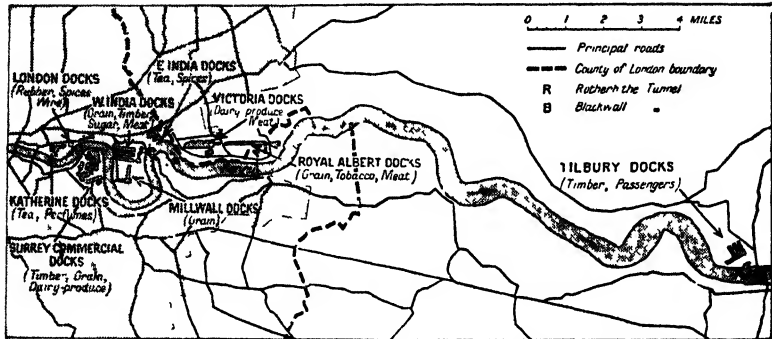 0 1 2 3 4 MILES
Principal roads
County of London boundary
R Rotherhithe Tunnel
B Blackwall "
E INDIA DOCKS
(Tea, Spices)
LONDON DOCKS
(Rubber, Spices
Wine)
W.INDIA DOCKS
(Grain, Timber
Sugar, Meat)
VICTORIA DOCKS
Dairy produce
Meat
ROYAL ALBERT DOCKS
(Grain, Tobacco, Meat)
TILBURY DOCKS
(Timber, Passengers)
KATHERINE DOCKS
(Tea, Perfumes)
MILLWALL DOCKS
(Grain)
SURREY COMMERCIAL
DOCKS
(Timber, Grain,
Dairy-produce)